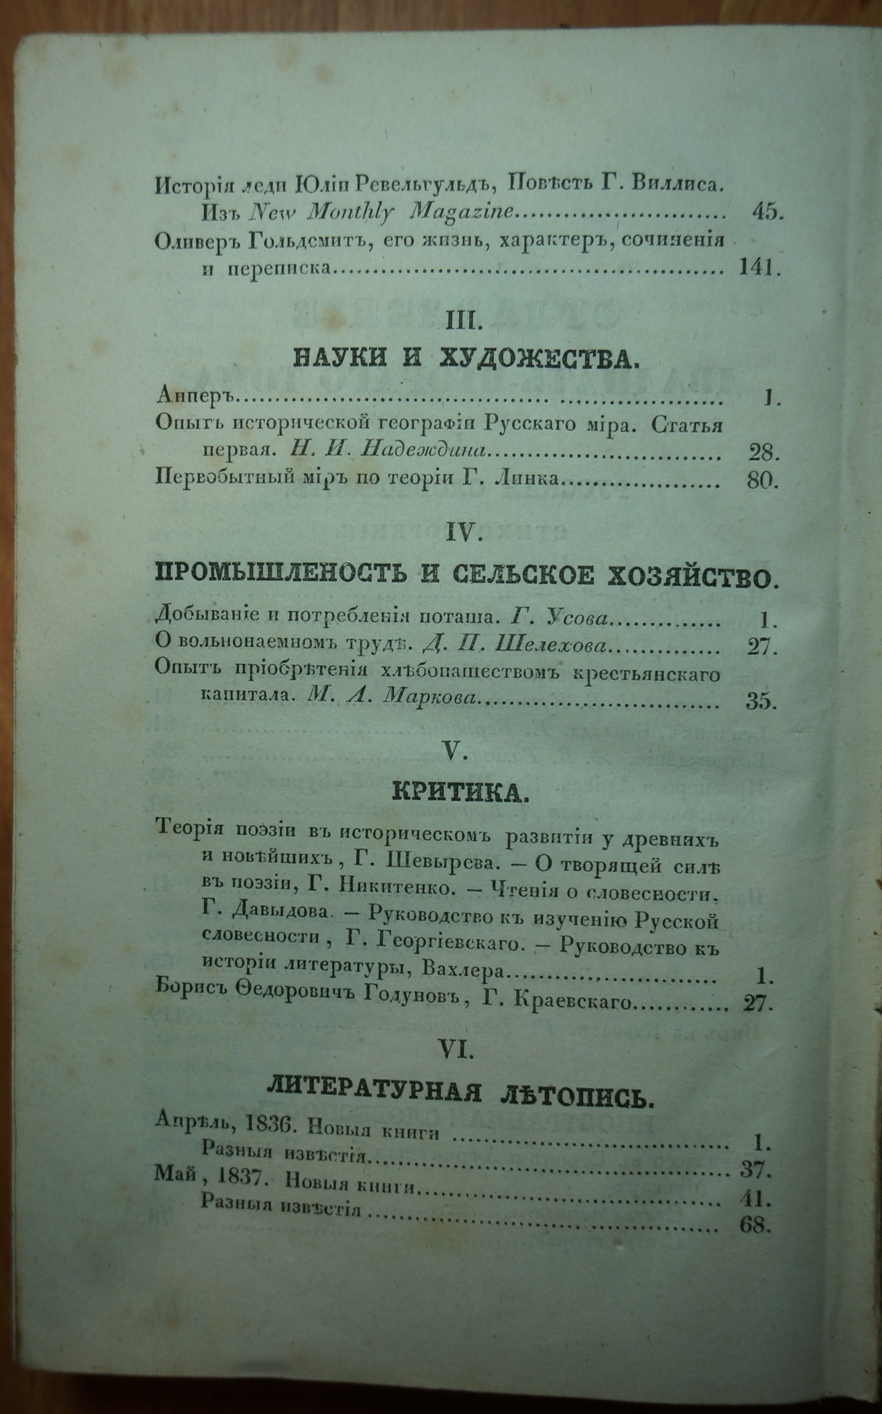 Исторія леди Юліи Ревельгульдъ, Повѣсть Г. Виллиса.
Изъ New Monthly Magazine........................... 45.
Оливеръ Гольдсмитъ, его жизнь, характеръ, сочиненія
и переписка................................................ 141.
III.
НАУКИ И ХУДОЖЕСТВА.
Амперъ............................................................ 1.
Опытъ исторической географіи Русскаго міра. Статья
первая. Н. И. Надеждина............................. 28.
Первобытный міръ по теоріи Г. Линка.................... 80.
IV.
ПРОМЫШЛЕНОСТЬ И СЕЛЬСКОЕ ХОЗЯЙСТВО.
Добываніе и потребленія поташа. Г. Усова.............. 1.
О вольнонаемномъ трудѣ. Д. П. Шелехова.............. 27.
Опытъ пріобрѣтенія хлѣбопашествомъ крестьянскаго
капитала. М. А. Маркова.............................. 35.
V.
КРИТИКА.
Теорія поэзіи въ историческомъ развитіи у древнихъ
и новѣйшихъ, Г. Шевырева. — О творящей силѣ
въ поэзіи, Г. Никитенко. — Чтенія о словесности,
Г. Давыдова. — Руководство къ изученію Русской
словесности, Г. Георгіевскаго. — Руководство къ
исторіи литературы, Вахлера......................... 1.
Борисъ Ѳедоровичъ Годуновъ, Г. Краевскаго............ 27.
VI.
ЛИТЕРАТУРНАЯ ЛѢТОПИСЬ.
Апрѣль, 1836. Новыя книги ................................ 1.
Разныя извѣстія.......................................... 37.
Май, 1837. Новыя книги.................................... 41.
Разныя извѣстія .......................................... 68.